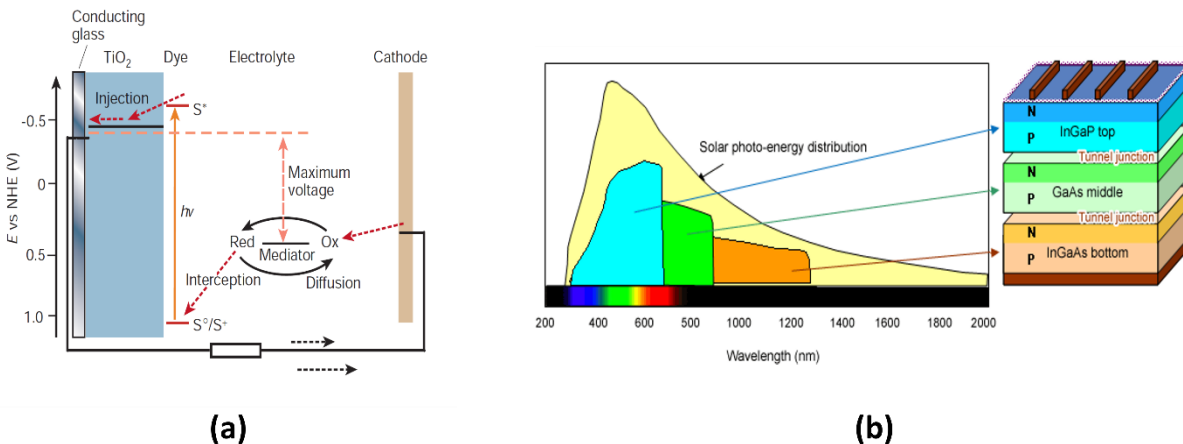 Conducting
glass
TiO₂ Dye Electrolyte Cathode
Injection
S*
-0.5
Maximum
voltage
0
E vs NHE (V)
hν
Red Ox
Mediator
0.5
Interception Diffusion
1.0
S°/S⁺
(a)
Solar photo-energy distribution
200 400 600 500 1000 1200 1400 1600 1800 2000
Wavelength (nm)
N
P InGaP top
Tunnel junction
N
P GaAs middle
Tunnel junction
N
P InGaAs bottom
(b)